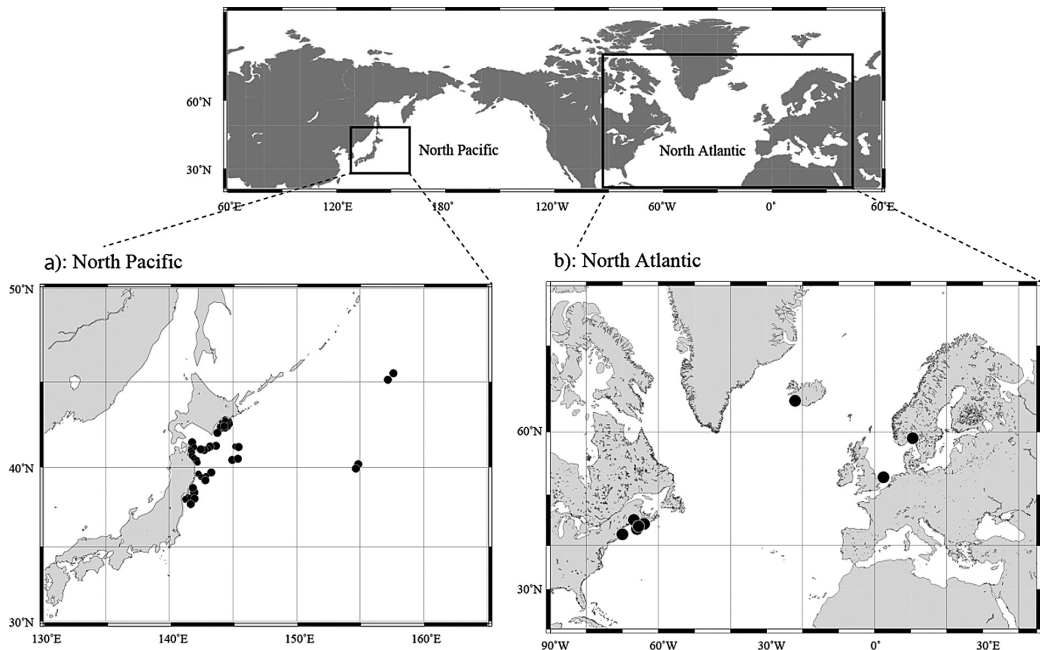 60°N
30°N
North Pacific
North Atlantic
60°E 120°E 180° 120°W 60°W 0° 60°E
a): North Pacific
50°N
40°N
30°N
130°E 140°E 150°E 160°E
b): North Atlantic
60°N
30°N
90°W 60°W 30°W 0° 30°E